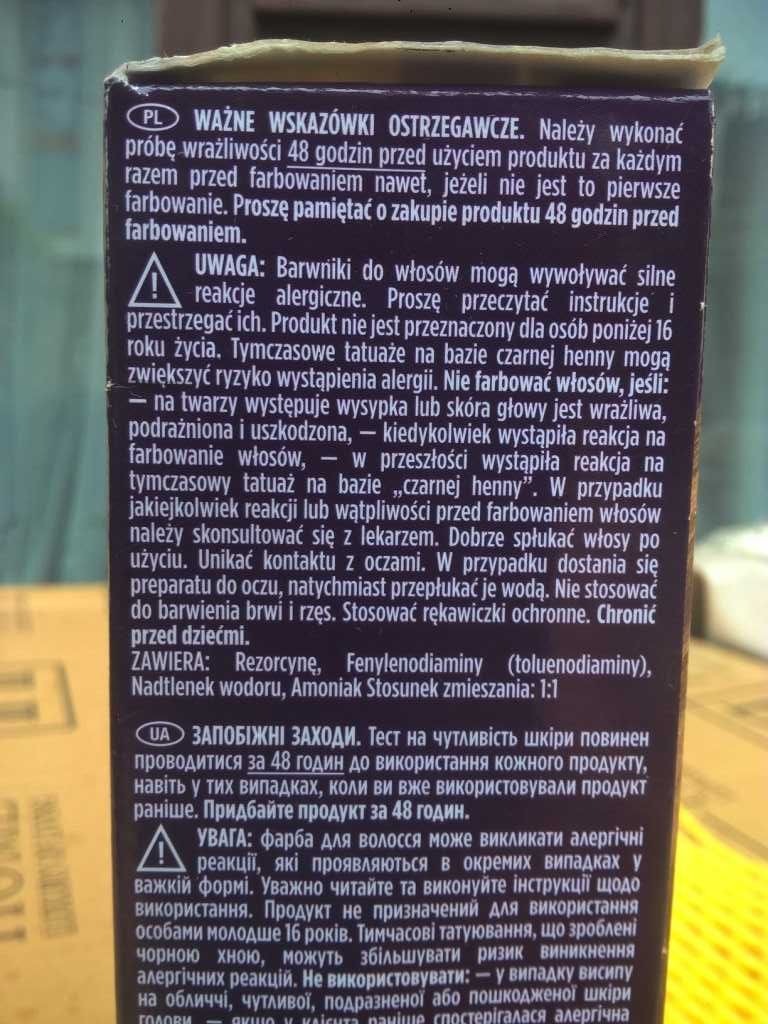 PL WAŻNE WSKAZÓWKI OSTRZEGAWCZE. Należy wykonać
próbę wrażliwości 48 godzin przed użyciem produktu za każdym
razem przed farbowaniem nawet, jeżeli nie jest to pierwsze
farbowanie. Proszę pamiętać o zakupie produktu 48 godzin przed
farbowaniem.
UWAGA: Barwniki do włosów mogą wywoływać silne
reakcje alergiczne. Proszę przeczytać instrukcje i
przestrzegać ich. Produkt nie jest przeznaczony dla osób poniżej 16
roku życia. Tymczasowe tatuaże na bazie czarnej henny mogą
zwiększyć ryzyko wystąpienia alergii. Nie farbować włosów, jeśli:
— na twarzy występuje wysypka lub skóra głowy jest wrażliwa,
podrażniona i uszkodzona, — kiedykolwiek wystąpiła reakcja na
farbowanie włosów, — w przeszłości wystąpiła reakcja na
tymczasowy tatuaż na bazie „czarnej henny”. W przypadku
jakiejkolwiek reakcji lub wątpliwości przed farbowaniem włosów
należy skonsultować się z lekarzem. Dobrze spłukać włosy po
użyciu. Unikać kontaktu z oczami. W przypadku dostania się
preparatu do oczu, natychmiast przepłukać je wodą. Nie stosować
do barwienia brwi i rzęs. Stosować rękawiczki ochronne. Chronić
przed dziećmi.
ZAWIERA: Rezorcynę, Fenylenodiaminy (toluenodiaminy),
Nadtlenek wodoru, Amoniak Stosunek zmieszania: 1:1
UA ЗАПОБІЖНІ ЗАХОДИ. Тест на чутливість шкіри повинен
проводитися за 48 годин до використання кожного продукту,
навіть у тих випадках, коли ви вже використовували продукт
раніше. Придбайте продукт за 48 годин.
УВАГА: фарба для волосся може викликати алергічні
реакції, які проявляються в окремих випадках у
важкій формі. Уважно читайте та виконуйте інструкції щодо
використання. Продукт не призначений для використання
особами молодше 16 років. Тимчасові татуювання, що зроблені
чорною хною, можуть збільшувати ризик виникнення
алергічних реакцій. Не використовувати: — у випадку висипу
на обличчі, чутливої, подразненої або пошкодженої шкіри
голови, — якщо у клієнта раніше спостерігалася алергічна